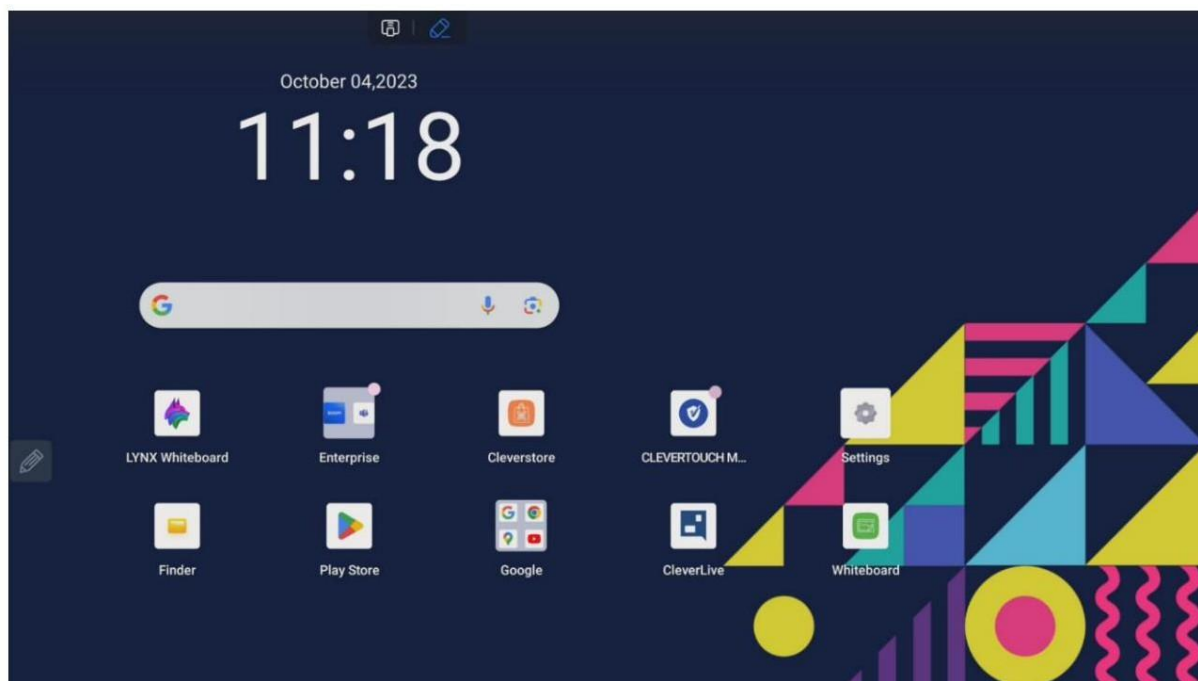 October 04,2023
11:18
LYNX Whiteboard
Enterprise
Cleverstore
CLEVERTOUCH M...
Settings
Finder
Play Store
Google
CleverLive
Whiteboard